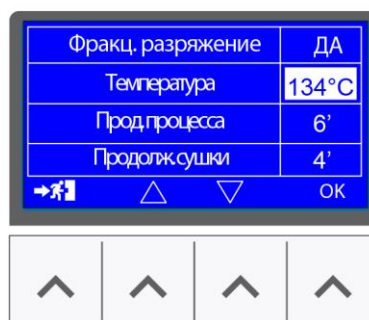 Фракц. разряжение ДА
Температура 134°C
Прод.процесса 6’
Продолж.сушки 4’
OK